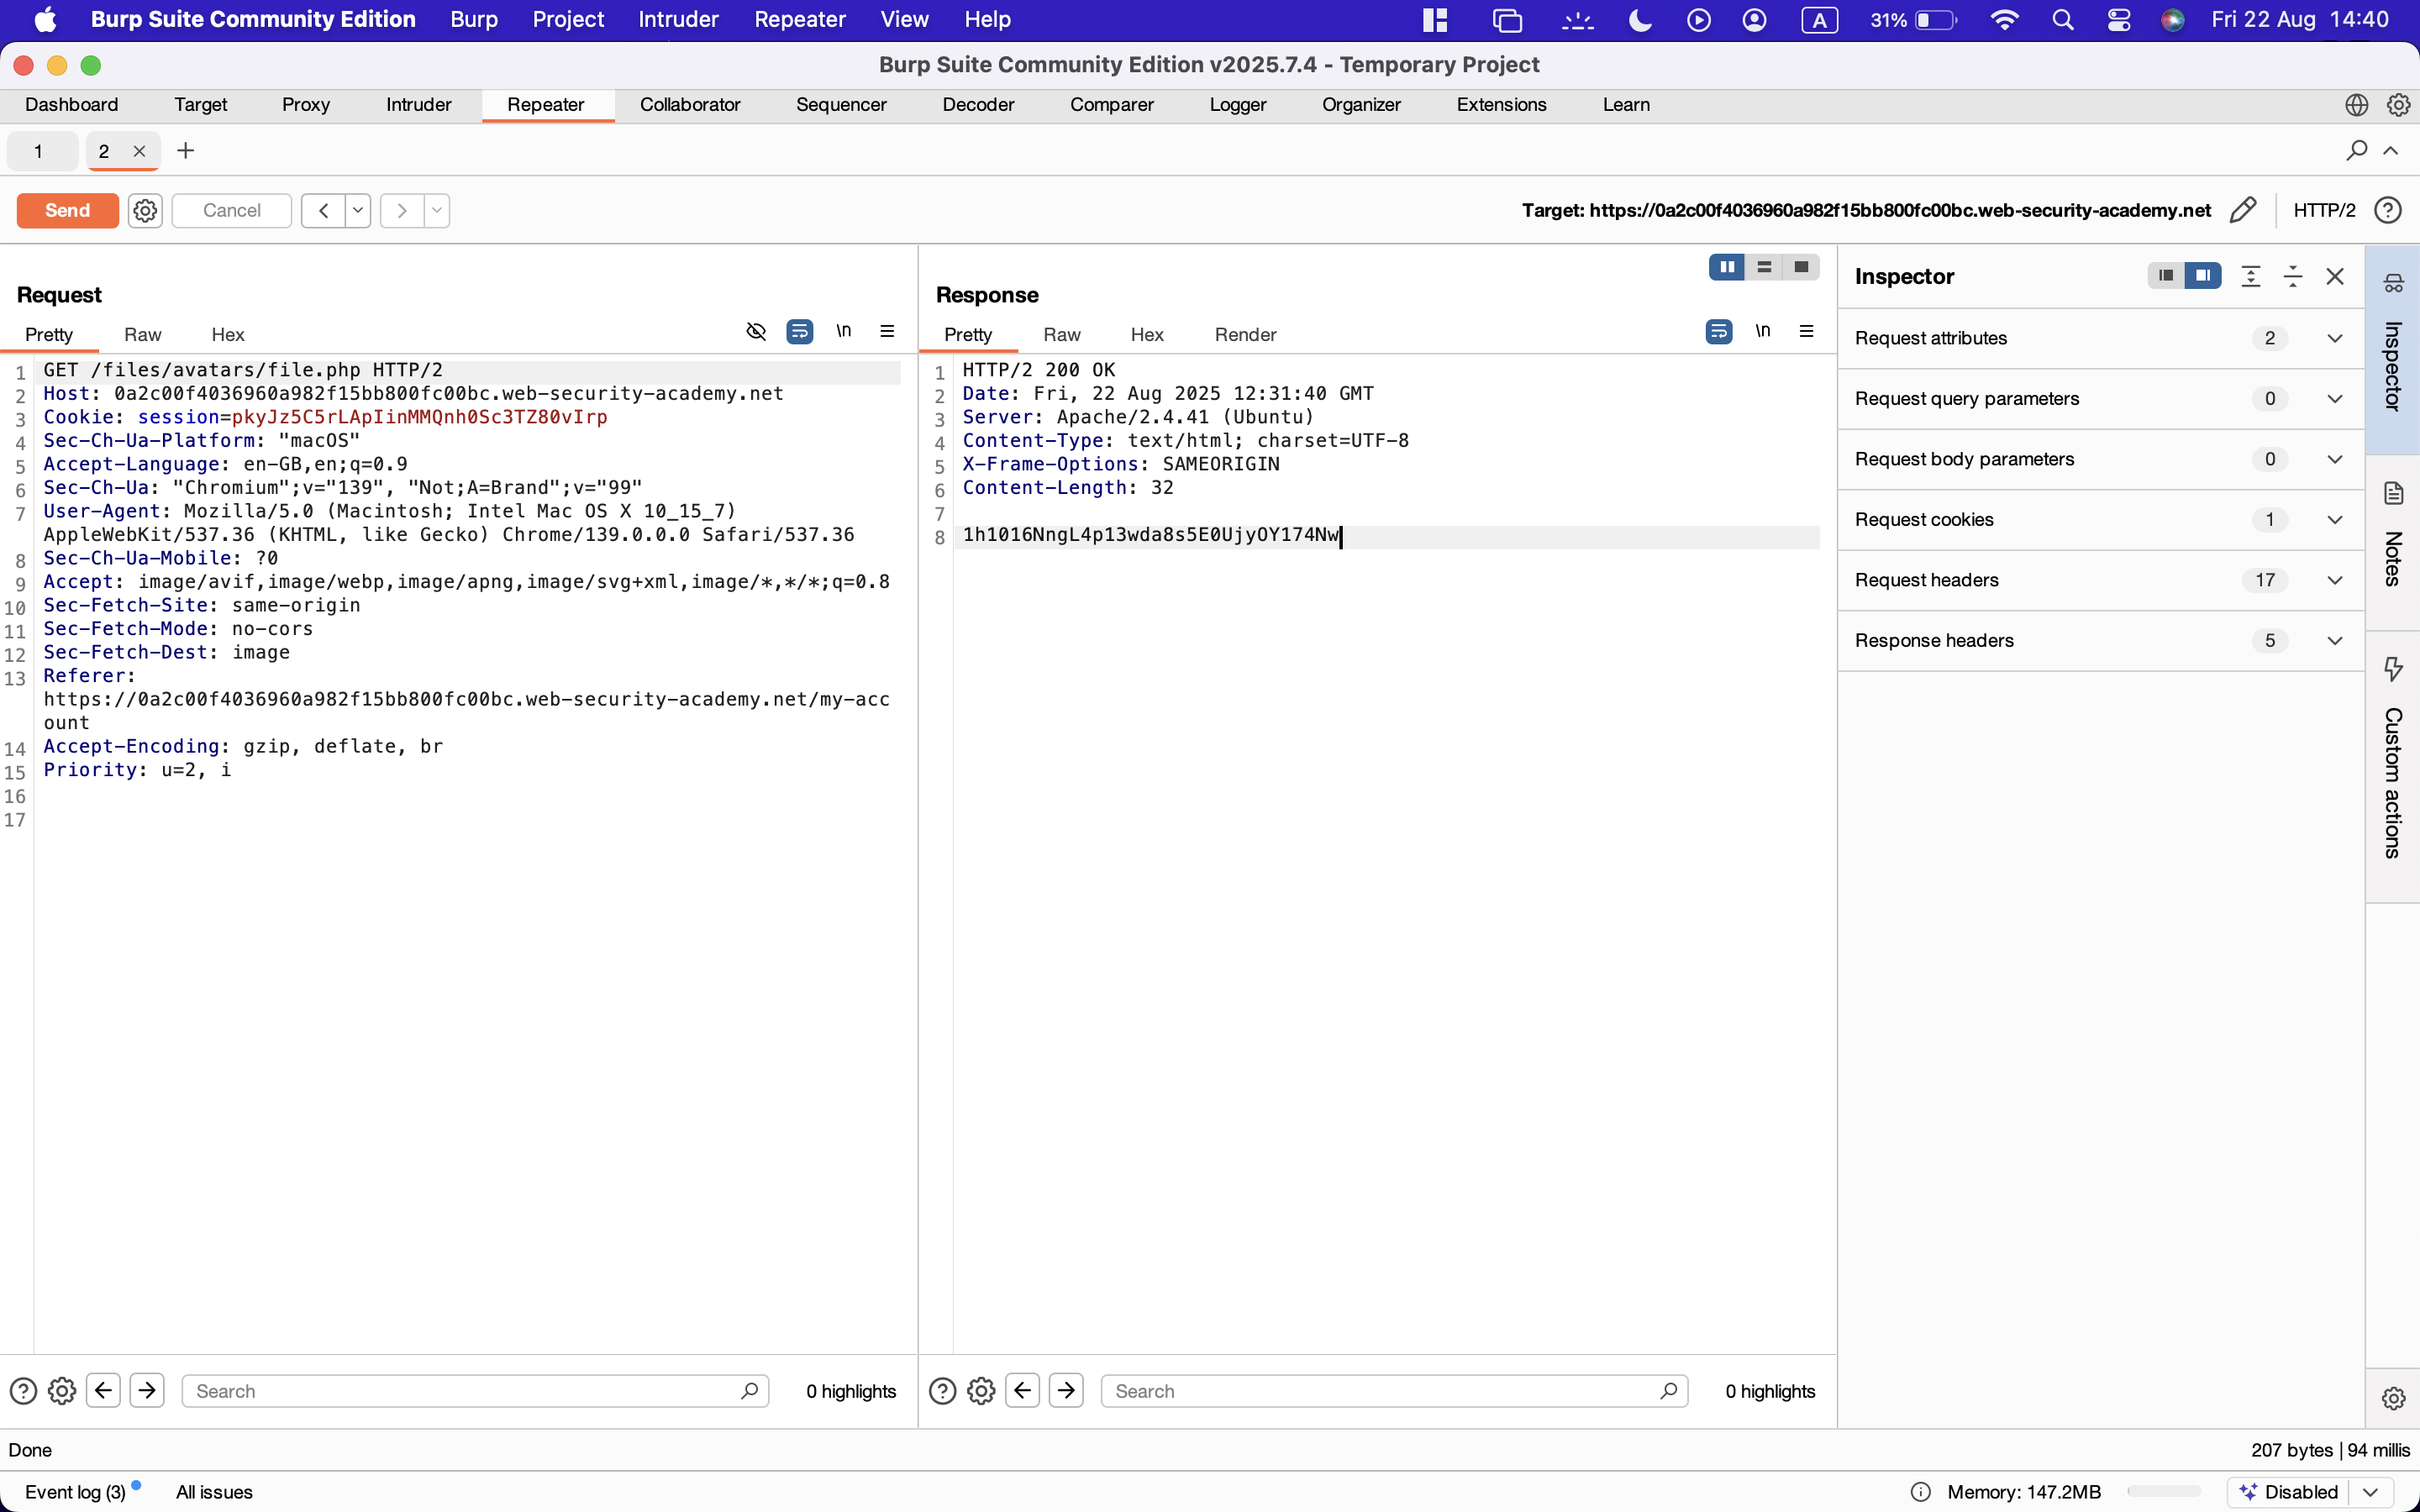 Burp Suite Community Edition Burp Project Intruder Repeater View Help A 31% Fri 22 Aug 14:40
Burp Suite Community Edition v2025.7.4 - Temporary Project
Dashboard Target Proxy Intruder Repeater Collaborator Sequencer Decoder Comparer Logger Organizer Extensions Learn
1 2 × +
Send Cancel < > Target: https://0a2c00f4036960a982f15bb800fc00bc.web-security-academy.net HTTP/2 ?
Request
Pretty Raw Hex \n
1 GET /files/avatars/file.php HTTP/2
2 Host: 0a2c00f4036960a982f15bb800fc00bc.web-security-academy.net
3 Cookie: session=pkyJz5C5rLApIinMMQnh0Sc3TZ80vIrp
4 Sec-Ch-Ua-Platform: "macOS"
5 Accept-Language: en-GB,en;q=0.9
6 Sec-Ch-Ua: "Chromium";v="139", "Not;A=Brand";v="99"
7 User-Agent: Mozilla/5.0 (Macintosh; Intel Mac OS X 10_15_7)
AppleWebKit/537.36 (KHTML, like Gecko) Chrome/139.0.0.0 Safari/537.36
8 Sec-Ch-Ua-Mobile: ?0
9 Accept: image/avif,image/webp,image/apng,image/svg+xml,image/*,*/*;q=0.8
10 Sec-Fetch-Site: same-origin
11 Sec-Fetch-Mode: no-cors
12 Sec-Fetch-Dest: image
13 Referer:
https://0a2c00f4036960a982f15bb800fc00bc.web-security-academy.net/my-acc
ount
14 Accept-Encoding: gzip, deflate, br
15 Priority: u=2, i
16
17
Search 0 highlights
Response
Pretty Raw Hex Render \n
1 HTTP/2 200 OK
2 Date: Fri, 22 Aug 2025 12:31:40 GMT
3 Server: Apache/2.4.41 (Ubuntu)
4 Content-Type: text/html; charset=UTF-8
5 X-Frame-Options: SAMEORIGIN
6 Content-Length: 32
7
8 1h1016NngL4p13wda8s5E0UjyOY174Nw
Search 0 highlights
Inspector
Request attributes 2
Request query parameters 0
Request body parameters 0
Request cookies 1
Request headers 17
Response headers 5
Inspector
Notes
Custom actions
Done 207 bytes | 94 millis
Event log (3) All issues Memory: 147.2MB Disabled